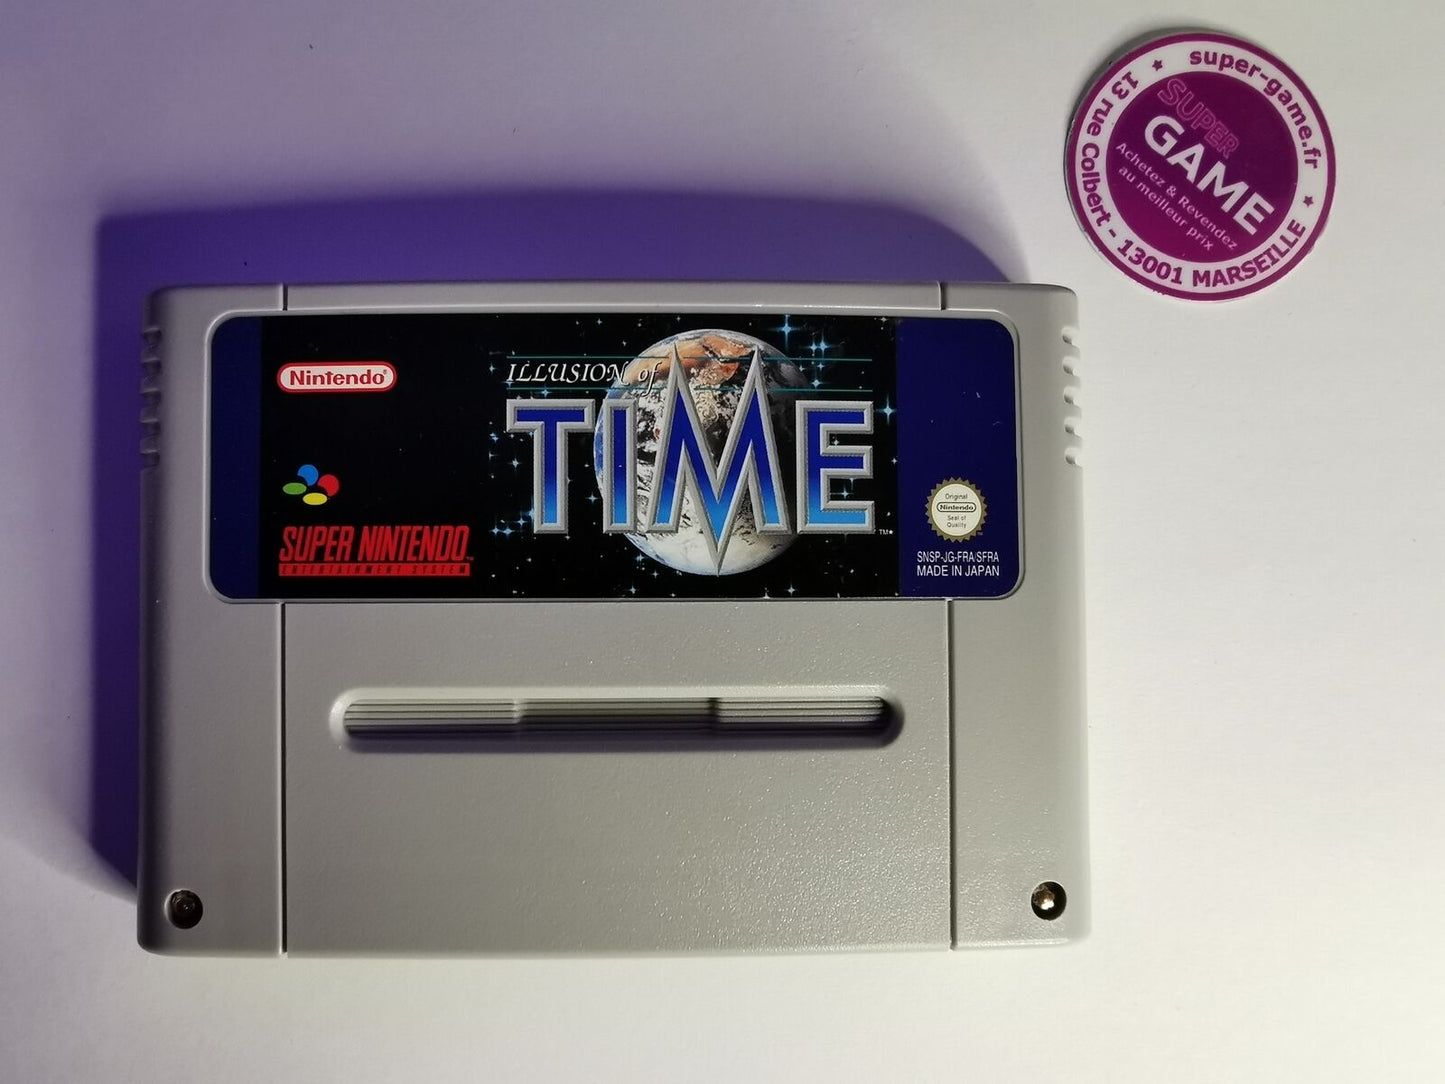 super-game.fr
13 rue Colbert - 13001 MARSEILLE
SUPER
GAME
Achetez & Revendez
au meilleur prix
Nintendo®
ILLUSION of
TIME
TM*
SUPER NINTENDO
TM
ENTERTAINMENT SYSTEM
Original
Nintendo
Seal of
Quality
SNSP-JG-FRA/SFRA
MADE IN JAPAN